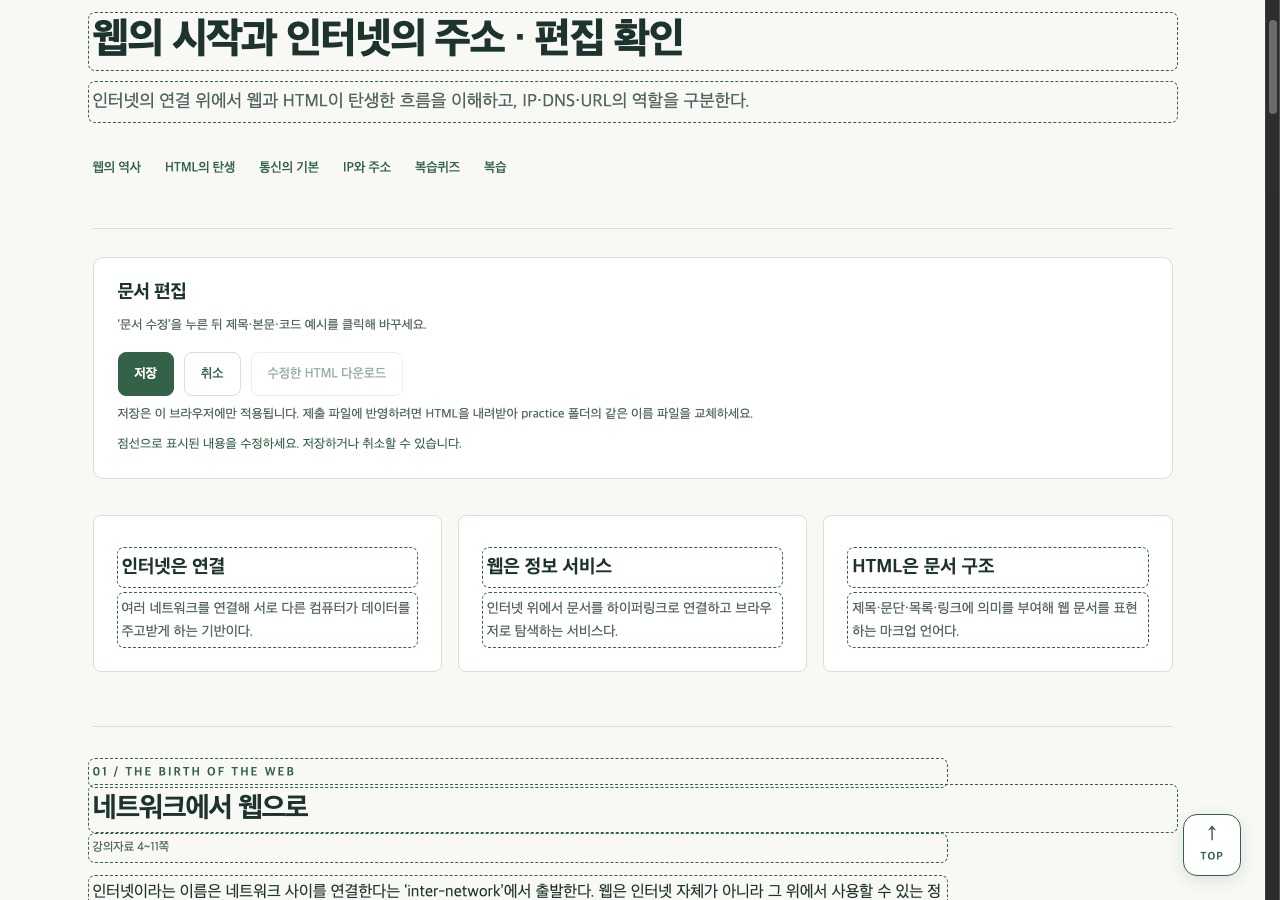 웹의 시작과 인터넷의 주소 · 편집 확인
인터넷의 연결 위에서 웹과 HTML이 탄생한 흐름을 이해하고, IP·DNS·URL의 역할을 구분한다.
웹의 역사 HTML의 탄생 통신의 기본 IP와 주소 복습퀴즈 복습
문서 편집
'문서 수정'을 누른 뒤 제목·본문·코드 예시를 클릭해 바꾸세요.
저장 취소 수정한 HTML 다운로드
저장은 이 브라우저에만 적용됩니다. 제출 파일에 반영하려면 HTML을 내려받아 practice 폴더의 같은 이름 파일을 교체하세요.
점선으로 표시된 내용을 수정하세요. 저장하거나 취소할 수 있습니다.
인터넷은 연결
여러 네트워크를 연결해 서로 다른 컴퓨터가 데이터를
주고받게 하는 기반이다.
웹은 정보 서비스
인터넷 위에서 문서를 하이퍼링크로 연결하고 브라우
저로 탐색하는 서비스다.
HTML은 문서 구조
제목·문단·목록·링크에 의미를 부여해 웹 문서를 표현
하는 마크업 언어다.
01 / THE BIRTH OF THE WEB
네트워크에서 웹으로
강의자료 4~11쪽
인터넷이라는 이름은 네트워크 사이를 연결한다는 ‘inter-network’에서 출발한다. 웹은 인터넷 자체가 아니라 그 위에서 사용할 수 있는 정
↑
TOP